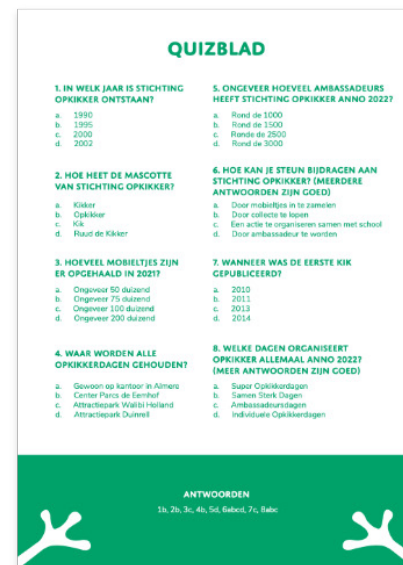 QUIZBLAD
1. IN WELK JAAR IS STICHTING
OPKIKKER ONTSTAAN?
a. 1990
b. 1995
c. 2000
d. 2002
2. HOE HEET DE MASCOTTE
VAN STICHTING OPKIKKER?
a. Kikker
b. Opkikker
c. Kik
d. Ruud de Kikker
3. HOEVEEL MOBIELTJES ZIJN
ER OPGEHAALD IN 2021?
a. Ongeveer 50 duizend
b. Ongeveer 75 duizend
c. Ongeveer 100 duizend
d. Ongeveer 200 duizend
4. WAAR WORDEN ALLE
OPKIKKERDAGEN GEHOUDEN?
a. Gewoon op kantoor in Almere
b. Center Parcs de Eemhof
c. Attractiepark Walibi Holland
d. Attractiepark Duinrell
5. ONGEVEER HOEVEEL AMBASSADEURS
HEEFT STICHTING OPKIKKER ANNO 2022?
a. Rond de 1000
b. Rond de 1500
c. Ronde de 2500
d. Rond de 3000
6. HOE KAN JE STEUN BIJDRAGEN AAN
STICHTING OPKIKKER? (MEERDERE
ANTWOORDEN ZIJN GOED)
a. Door mobieltjes in te zamelen
b. Door collecte te lopen
c. Een actie te organiseren samen met school
d. Door ambassadeur te worden
7. WANNEER WAS DE EERSTE KIK
GEPUBLICEERD?
a. 2010
b. 2011
c. 2013
d. 2014
8. WELKE DAGEN ORGANISEERT
OPKIKKER ALLEMAAL ANNO 2022?
(MEER ANTWOORDEN ZIJN GOED)
a. Super Opkikkerdagen
b. Samen Sterk Dagen
c. Ambassadeursdagen
d. Individuele Opkikkerdagen
ANTWOORDEN
1b, 2b, 3c, 4b, 5d, 6abcd, 7c, 8abc